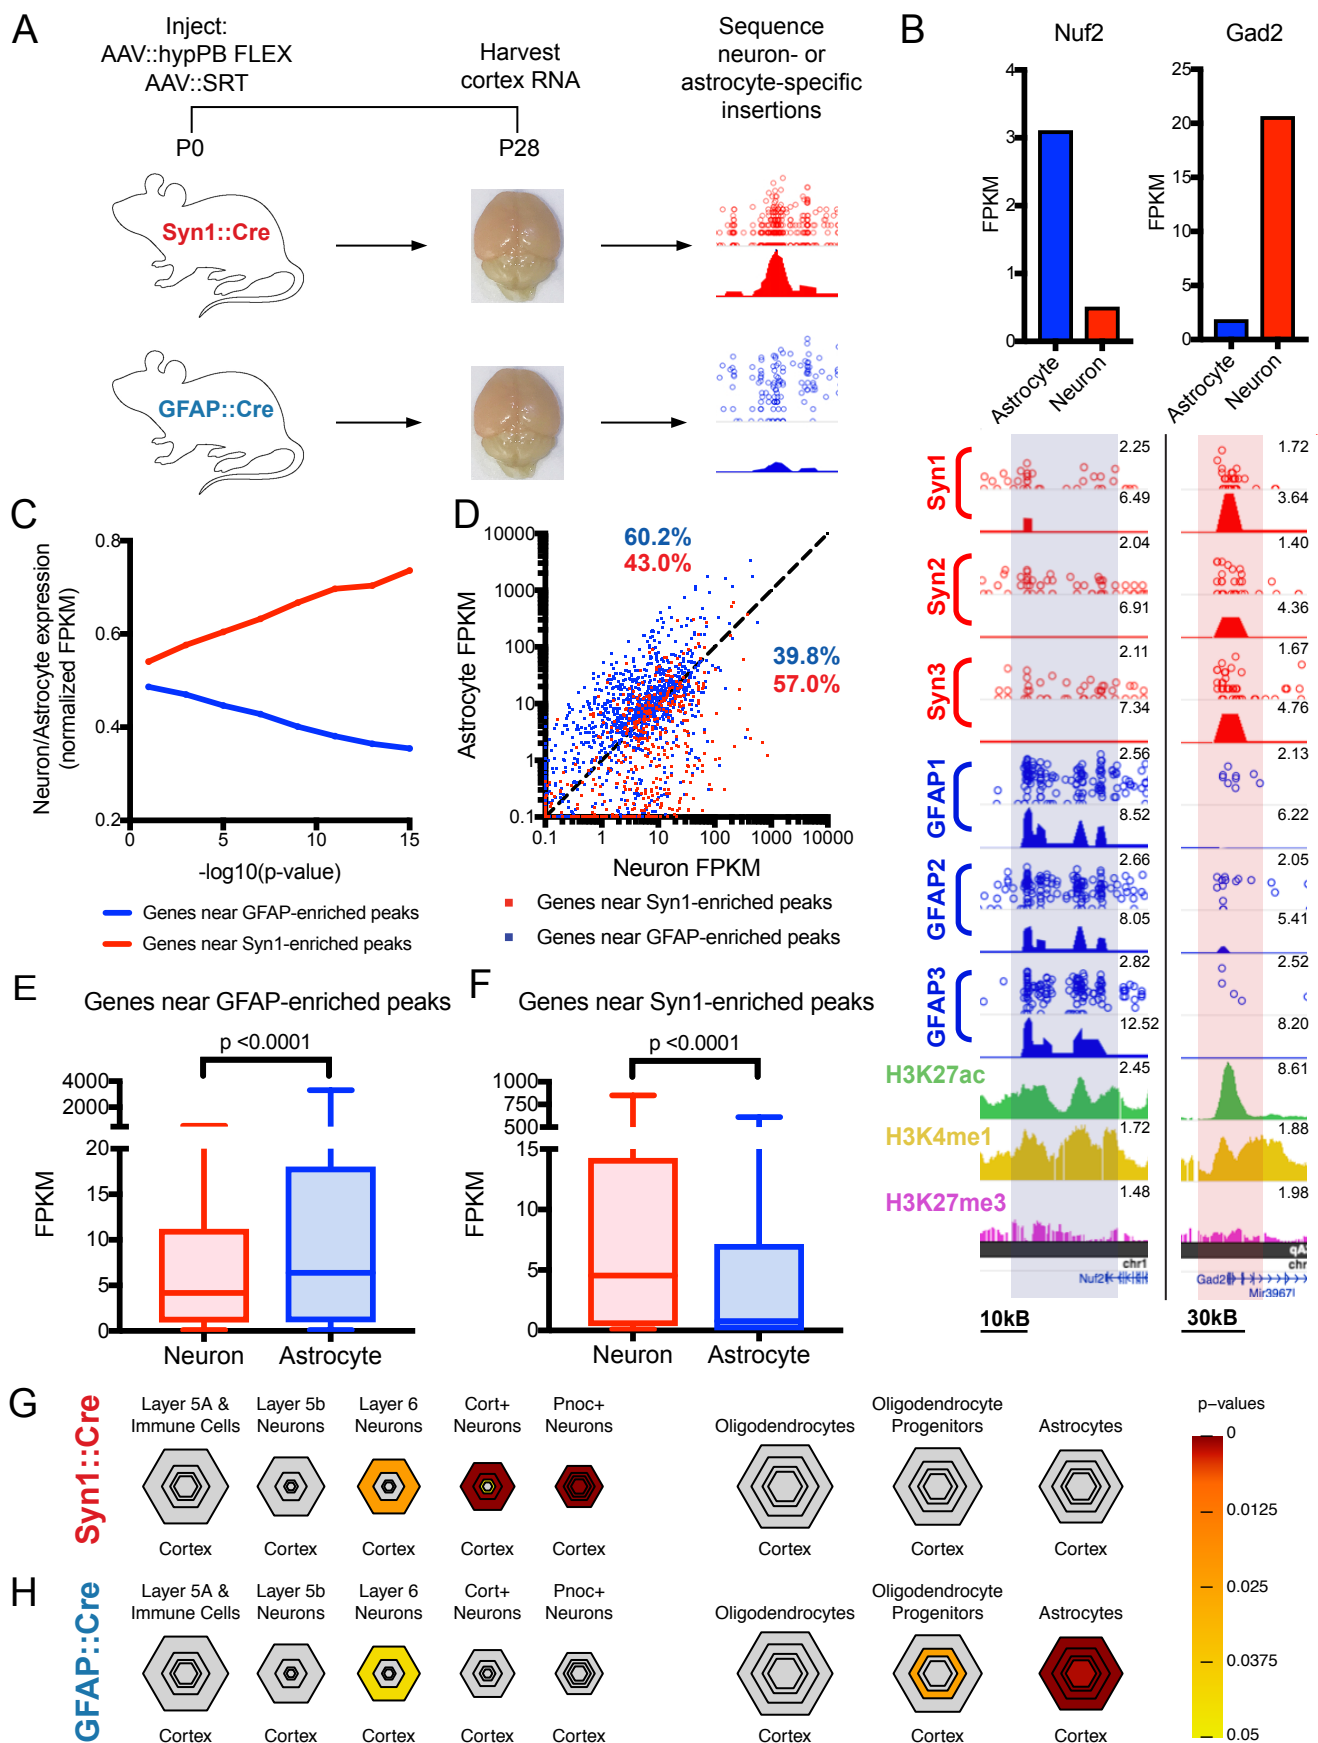 A
Inject:
AAV::hypPB FLEX
AAV::SRT
Harvest
cortex RNA
Sequence
neuron- or
astrocyte-specific
insertions
P0
P28
Syn1::Cre
GFAP::Cre
B
Nuf2
Gad2
FPKM
4
3
2
1
0
Astrocyte
Neuron
FPKM
25
20
15
10
5
0
Astrocyte
Neuron
Syn1
2.25
6.49
1.72
3.64
Syn2
2.04
6.91
1.40
4.36
Syn3
2.11
7.34
1.67
4.76
GFAP1
2.56
8.52
2.13
6.22
GFAP2
2.66
8.05
2.05
5.41
GFAP3
2.82
12.52
2.52
8.20
H3K27ac
2.45
8.61
H3K4me1
1.72
1.88
H3K27me3
1.48
1.98
chr1
qA
chr
Nuf2
Gad2
Mir3967
10kB
30kB
C
Neuron/Astrocyte expression
(normalized FPKM)
0.8
0.6
0.4
0.2
0
5
10
15
-log10(p-value)
Genes near GFAP-enriched peaks
Genes near Syn1-enriched peaks
D
Astrocyte FPKM
10000
1000
100
10
1
0.1
60.2%
43.0%
39.8%
57.0%
0.1
1
10
100
1000
10000
Neuron FPKM
Genes near Syn1-enriched peaks
Genes near GFAP-enriched peaks
E
Genes near GFAP-enriched peaks
p <0.0001
FPKM
4000
2000
20
15
10
5
0
Neuron
Astrocyte
F
Genes near Syn1-enriched peaks
p <0.0001
FPKM
1000
750
500
15
10
5
0
Neuron
Astrocyte
G
Syn1::Cre
Layer 5A &
Immune Cells
Layer 5b
Neurons
Layer 6
Neurons
Cort+
Neurons
Pnoc+
Neurons
Oligodendrocytes
Oligodendrocyte
Progenitors
Astrocytes
Cortex
Cortex
Cortex
Cortex
Cortex
Cortex
Cortex
Cortex
H
GFAP::Cre
Layer 5A &
Immune Cells
Layer 5b
Neurons
Layer 6
Neurons
Cort+
Neurons
Pnoc+
Neurons
Oligodendrocytes
Oligodendrocyte
Progenitors
Astrocytes
Cortex
Cortex
Cortex
Cortex
Cortex
Cortex
Cortex
Cortex
p−values
0
0.0125
0.025
0.0375
0.05